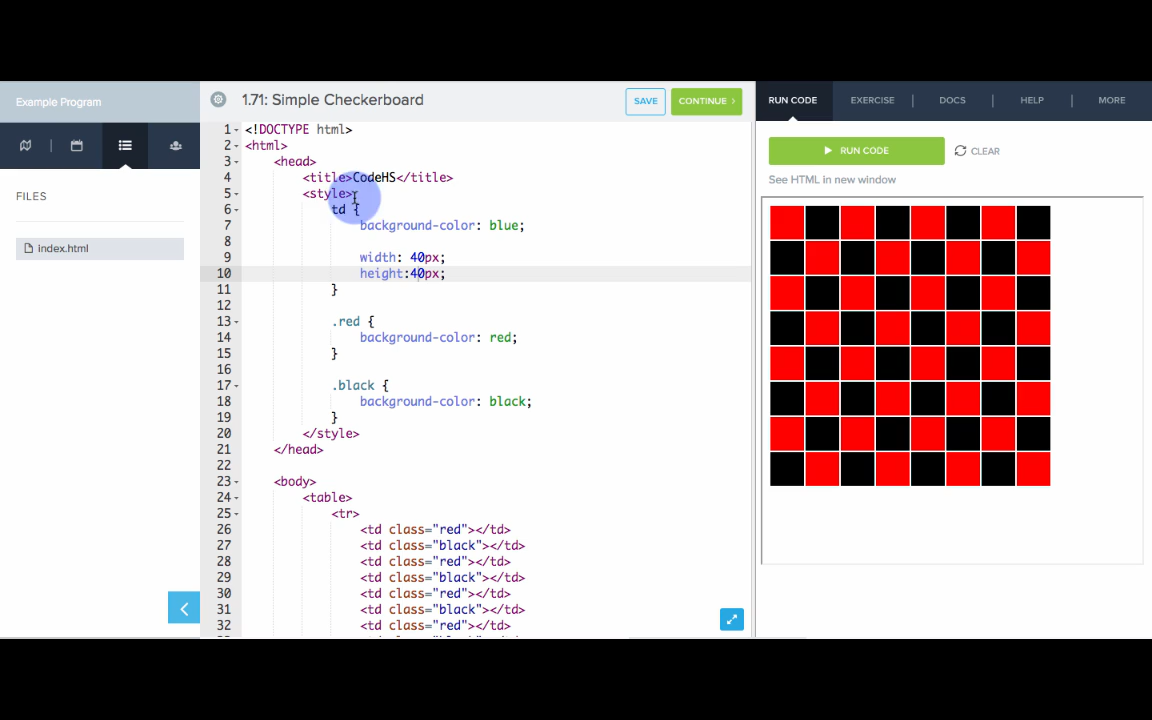 Example Program
1.71: Simple Checkerboard
SAVE
CONTINUE >
RUN CODE
EXERCISE
DOCS
HELP
MORE
FILES
index.html
1 <!DOCTYPE html>
2 <html>
3 <head>
4 <title>CodeHS</title>
5 <style>
6 td {
7 background-color: blue;
8
9 width: 40px;
10 height:40px;
11 }
12
13 .red {
14 background-color: red;
15 }
16
17 .black {
18 background-color: black;
19 }
20 </style>
21 </head>
22
23 <body>
24 <table>
25 <tr>
26 <td class="red"></td>
27 <td class="black"></td>
28 <td class="red"></td>
29 <td class="black"></td>
30 <td class="red"></td>
31 <td class="black"></td>
32 <td class="red"></td>
RUN CODE
CLEAR
See HTML in new window